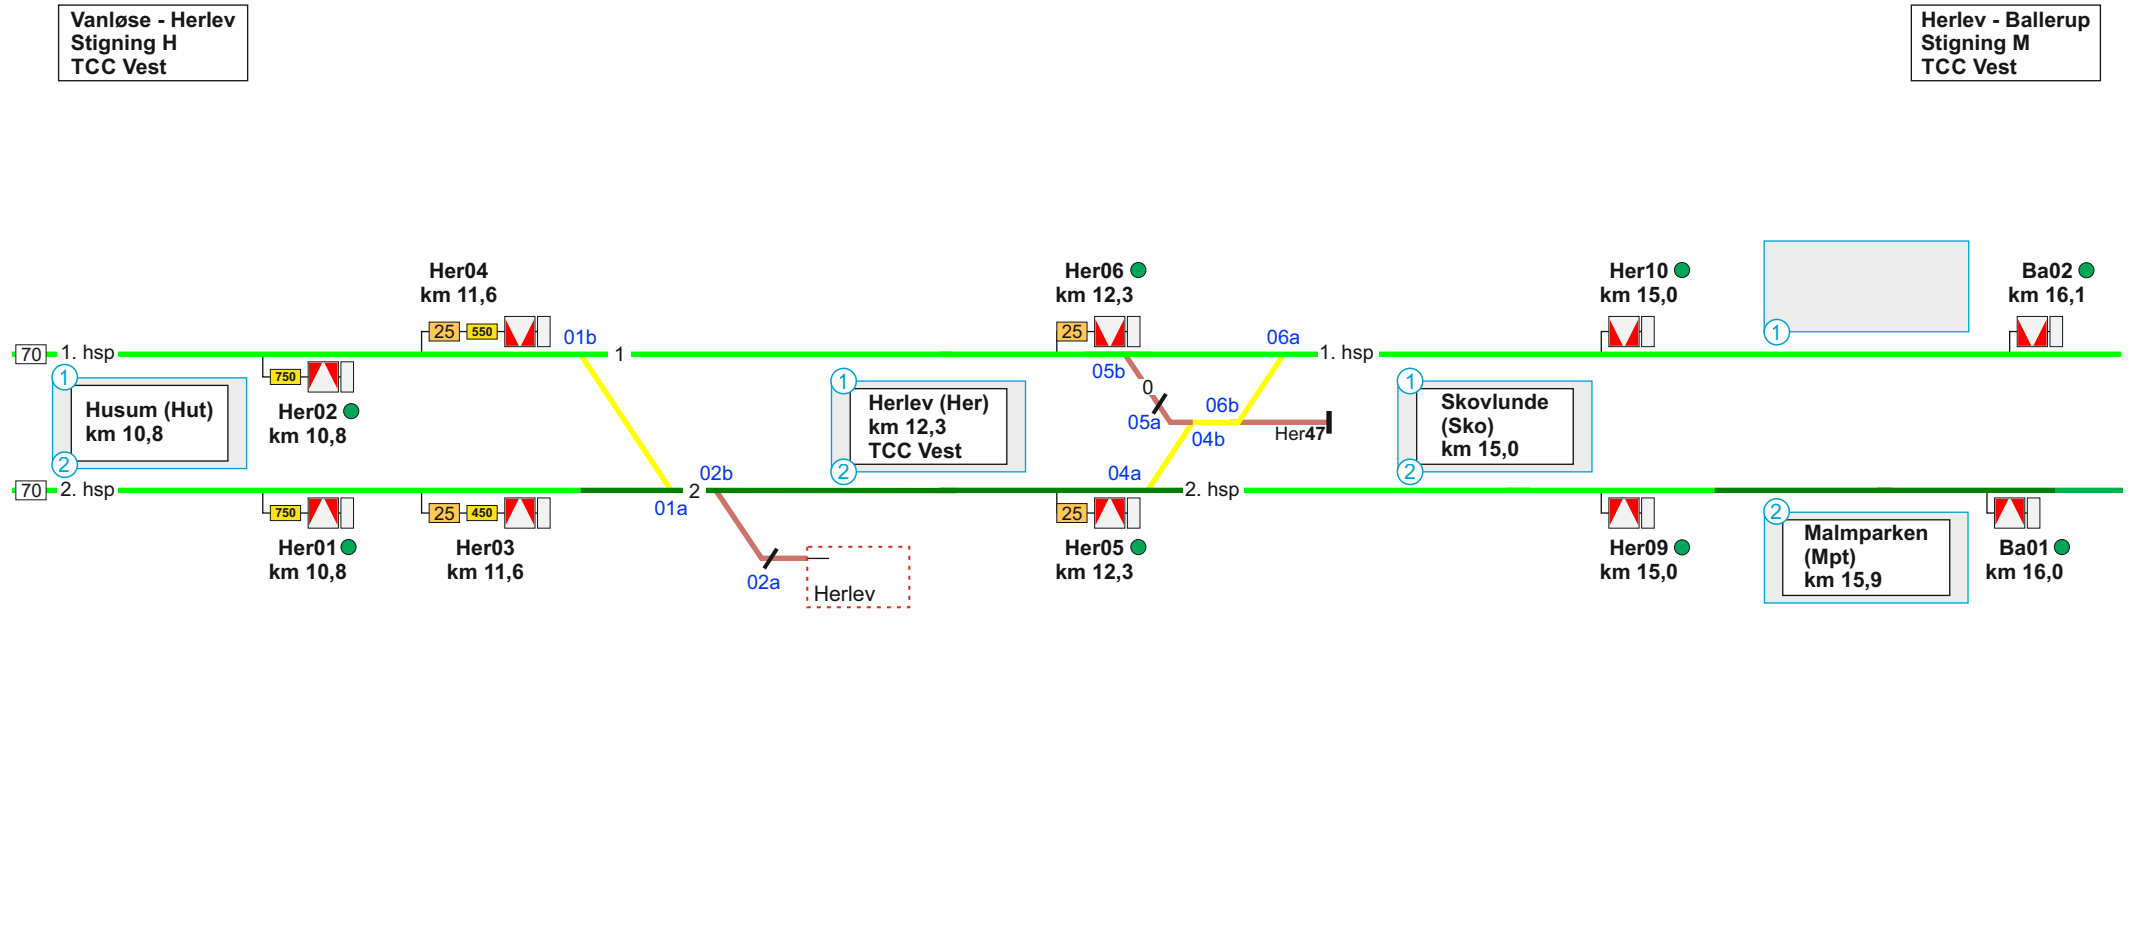 Vanløse - Herlev
Stigning H
TCC Vest
Herlev - Ballerup
Stigning M
TCC Vest
Her04
km 11,6
25
550
01b
Her06
km 12,3
25
06a
Her10
km 15,0
1
Ba02
km 16,1
70
1. hsp
1
1. hsp
1
Husum (Hut)
km 10,8
2
750
Her02
km 10,8
1
Herlev (Her)
km 12,3
TCC Vest
2
05b
0
05a
06b
04b
Her47
04a
1
Skovlunde
(Sko)
km 15,0
2
70
2. hsp
02b
2
01a
2. hsp
750
Her01
km 10,8
25
450
Her03
km 11,6
02a
Herlev
25
Her05
km 12,3
Her09
km 15,0
2
Malmparken
(Mpt)
km 15,9
Ba01
km 16,0